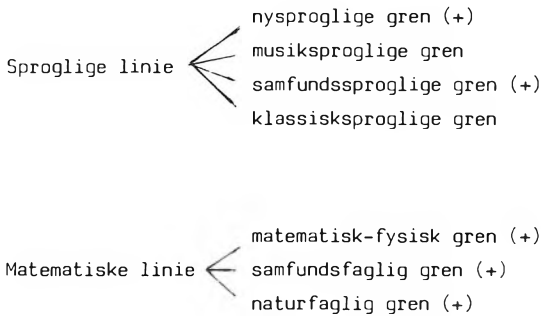 nysproglige gren (+)
musiksproglige gren
Sproglige linie
samfundssproglige gren (+)
klassisksproglige gren
matematisk-fysisk gren (+)
Matematiske linie
samfundsfaglig gren (+)
naturfaglig gren (+)